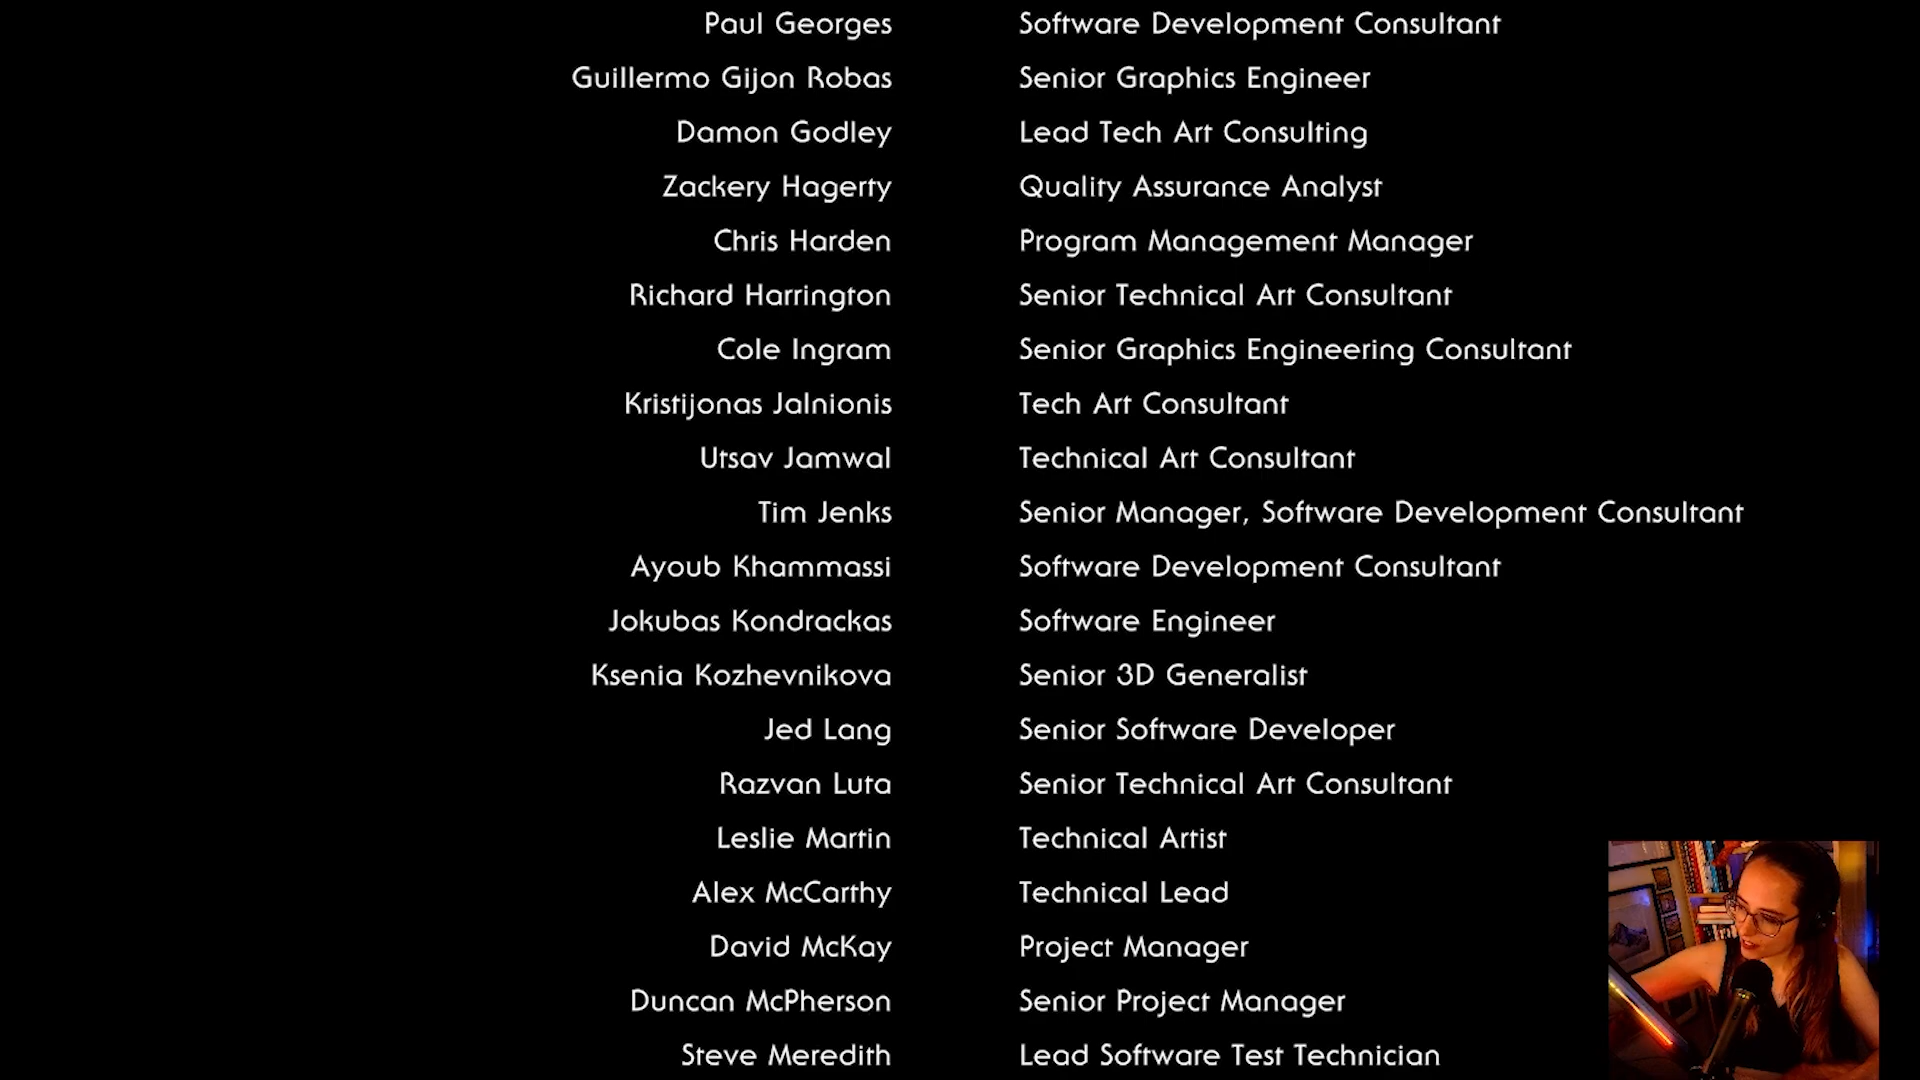 Paul Georges Software Development Consultant
Guillermo Gijon Robas Senior Graphics Engineer
Damon Godley Lead Tech Art Consulting
Zackery Hagerty Quality Assurance Analyst
Chris Harden Program Management Manager
Richard Harrington Senior Technical Art Consultant
Cole Ingram Senior Graphics Engineering Consultant
Kristijonas Jalnionis Tech Art Consultant
Utsav Jamwal Technical Art Consultant
Tim Jenks Senior Manager, Software Development Consultant
Ayoub Khammassi Software Development Consultant
Jokubas Kondrackas Software Engineer
Ksenia Kozhevnikova Senior 3D Generalist
Jed Lang Senior Software Developer
Razvan Luta Senior Technical Art Consultant
Leslie Martin Technical Artist
Alex McCarthy Technical Lead
David McKay Project Manager
Duncan McPherson Senior Project Manager
Steve Meredith Lead Software Test Technician